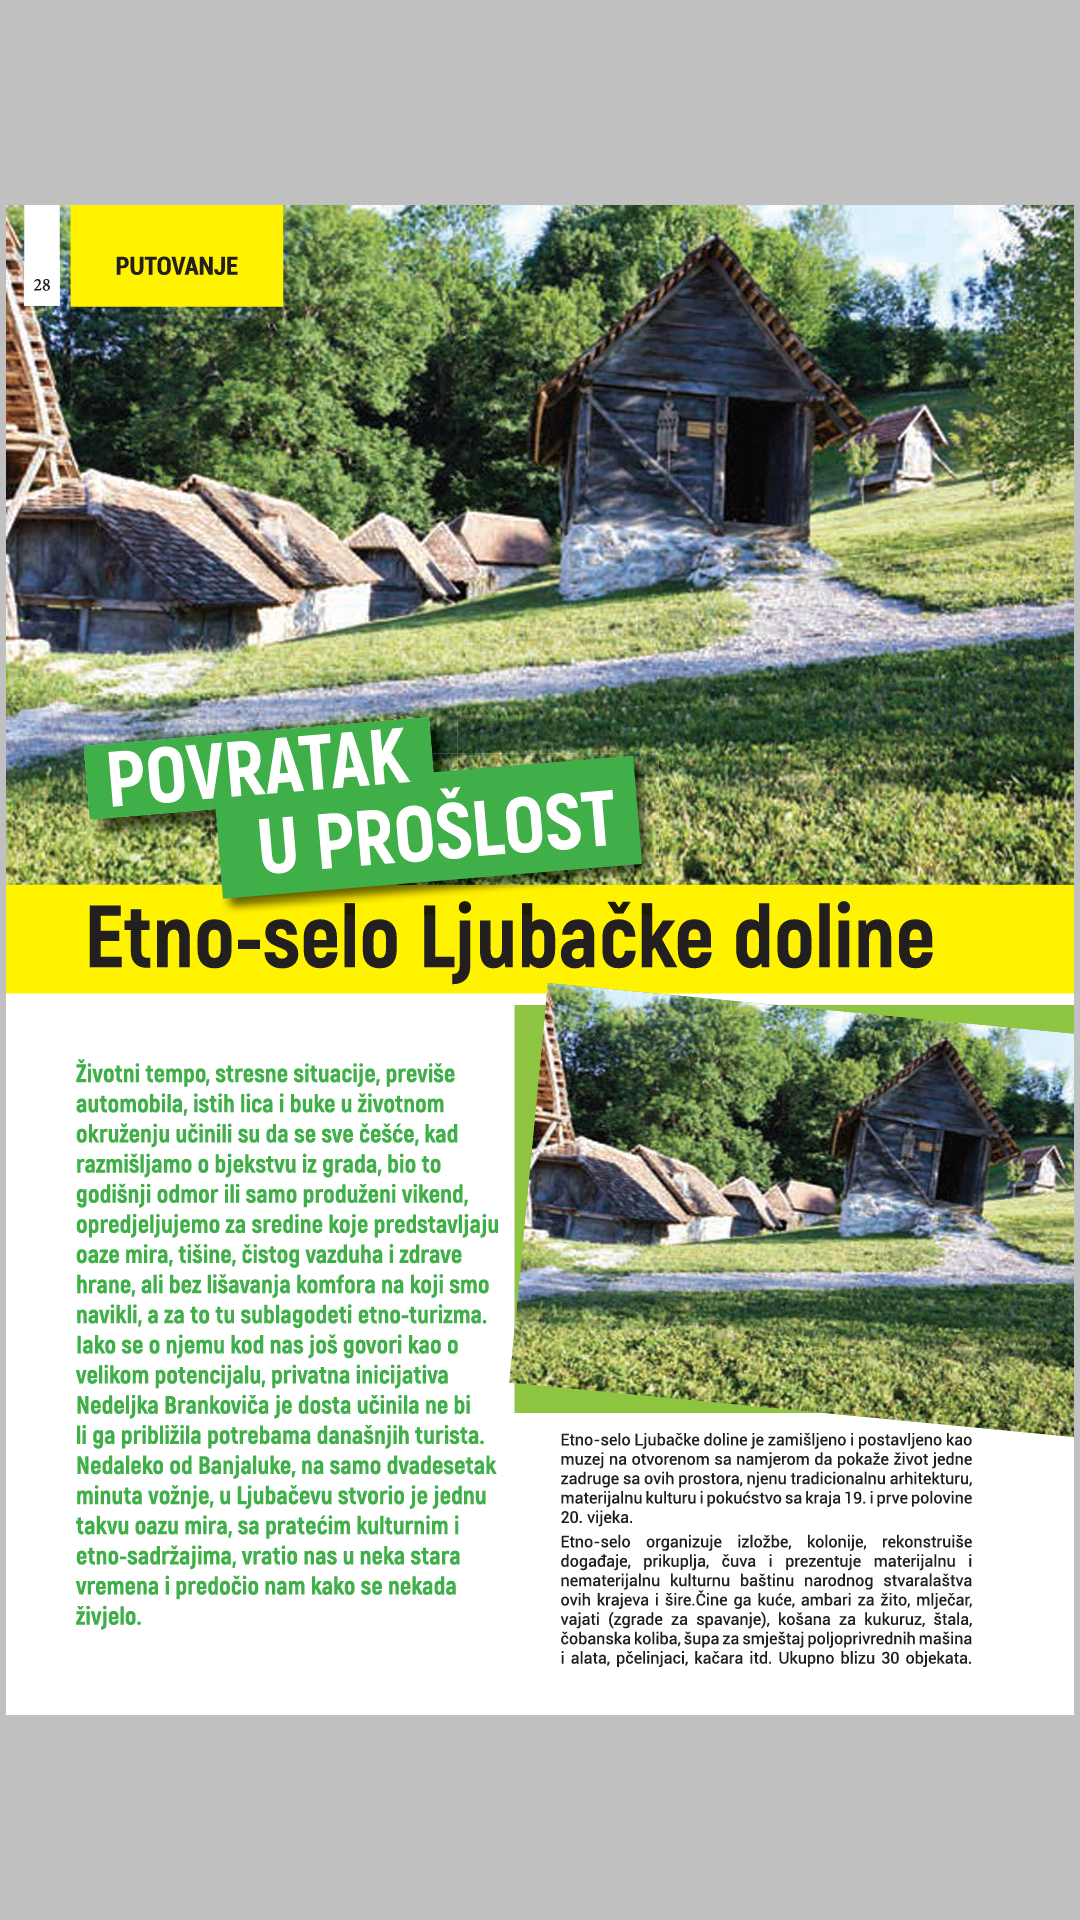 28
PUTOVANJE
POVRATAK
U PROŠLOST
Etno-selo Ljubačke doline
Životni tempo, stresne situacije, previše
automobila, istih lica i buke u životnom
okruženju učinili su da se sve češće, kad
razmišljamo o bjekstvu iz grada, bio to
godišnji odmor ili samo produženi vikend,
opredjeljujemo za sredine koje predstavljaju
oaze mira, tišine, čistog vazduha i zdrave
hrane, ali bez lišavanja komfora na koji smo
navikli, a za to tu sublagodeti etno-turizma.
Iako se o njemu kod nas još govori kao o
velikom potencijalu, privatna inicijativa
Nedeljka Brankoviča je dosta učinila ne bi
li ga približila potrebama današnjih turista.
Nedaleko od Banjaluke, na samo dvadesetak
minuta vožnje, u Ljubačevu stvorio je jednu
takvu oazu mira, sa pratećim kulturnim i
etno-sadržajima, vratio nas u neka stara
vremena i predočio nam kako se nekada
živjelo.
Etno-selo Ljubačke doline je zamišljeno i postavljeno kao
muzej na otvorenom sa namjerom da pokaže život jedne
zadruge sa ovih prostora, njenu tradicionalnu arhitekturu,
materijalnu kulturu i pokućstvo sa kraja 19. i prve polovine
20. vijeka.
Etno-selo organizuje izložbe, kolonije, rekonstruiše
događaje, prikuplja, čuva i prezentuje materijalnu i
nematerijalnu kulturnu baštinu narodnog stvaralaštva
ovih krajeva i šire.Čine ga kuće, ambari za žito, mlječar,
vajati (zgrade za spavanje), košana za kukuruz, štala,
čobanska koliba, šupa za smještaj poljoprivrednih mašina
i alata, pčelinjaci, kačara itd. Ukupno blizu 30 objekata.